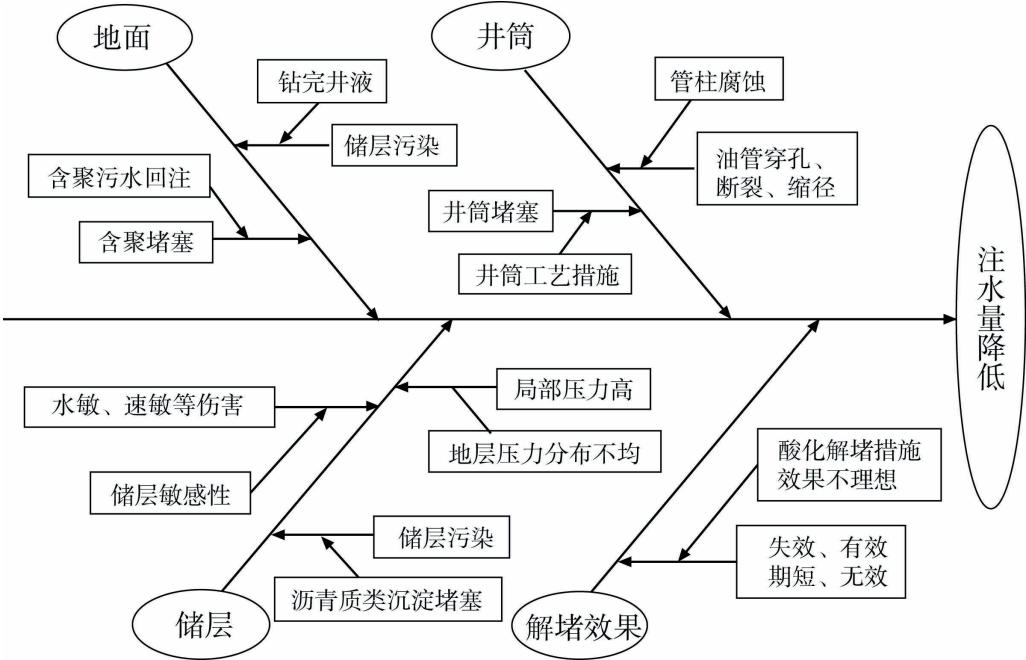 地面
井筒
钻完井液
管柱腐蚀
储层污染
油管穿孔、
断裂、缩径
含聚污水回注
井筒堵塞
含聚堵塞
井筒工艺措施
注水量降低
局部压力高
水敏、速敏等伤害
地层压力分布不均
酸化解堵措施
效果不理想
储层敏感性
储层污染
失效、有效
期短、无效
沥青质类沉淀堵塞
储层
解堵效果